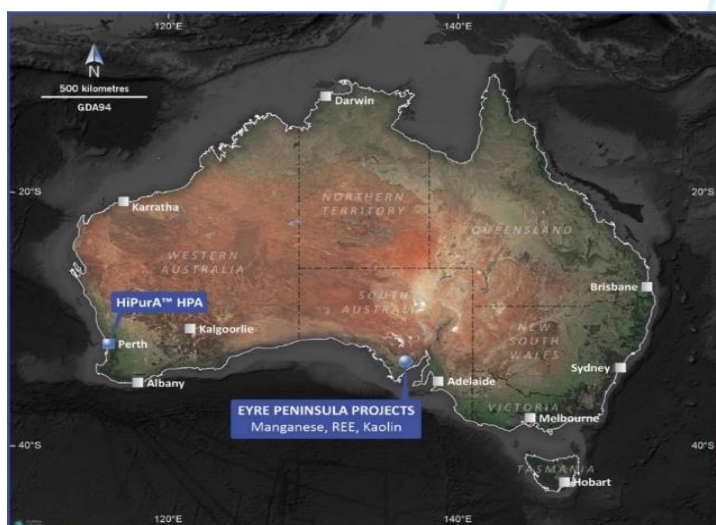 120°E
140°E
N
500 kilometres
GDA94
Darwin
20°S
20°S
Karratha
NORTHERN
TERRITORY
QUEENSLAND
WESTERN
AUSTRALIA
HiPurA™ HPA
SOUTH
AUSTRALIA
Brisbane
Kalgoorlie
NEW
SOUTH
WALES
Perth
Sydney
Albany
Adelaide
EYRE PENINSULA PROJECTS
Manganese, REE, Kaolin
VICTORIA
Melbourne
40°S
40°S
TASMANIA
Hobart
120°E
140°E